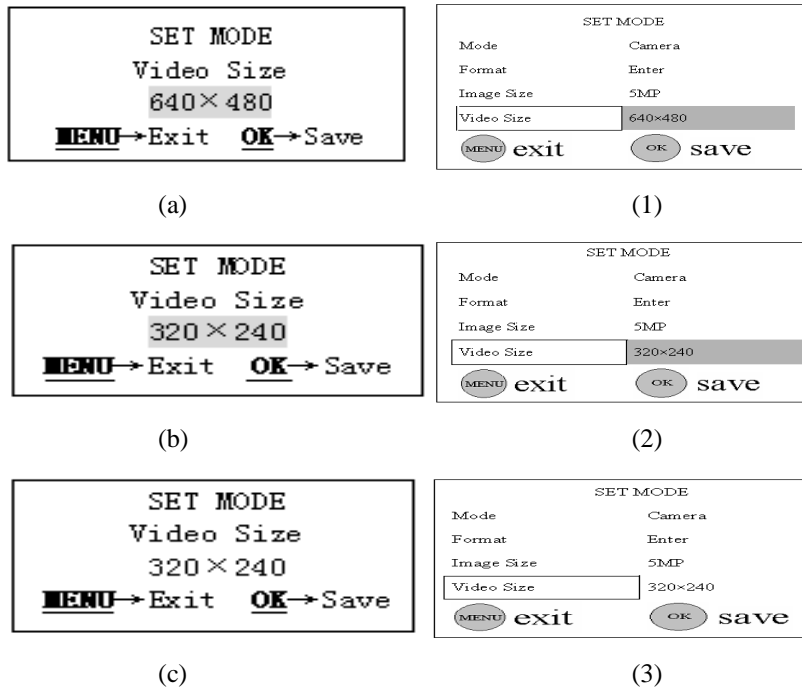 SET MODE
Video Size
640×480
MENU→Exit OK→Save
(a)
SET MODE
Mode Camera
Format Enter
Image Size 5MP
Video Size 640×480
MENU exit OK save
(1)
SET MODE
Video Size
320×240
MENU→Exit OK→Save
(b)
SET MODE
Mode Camera
Format Enter
Image Size 5MP
Video Size 320×240
MENU exit OK save
(2)
SET MODE
Video Size
320×240
MENU→Exit OK→Save
(c)
SET MODE
Mode Camera
Format Enter
Image Size 5MP
Video Size 320×240
MENU exit OK save
(3)